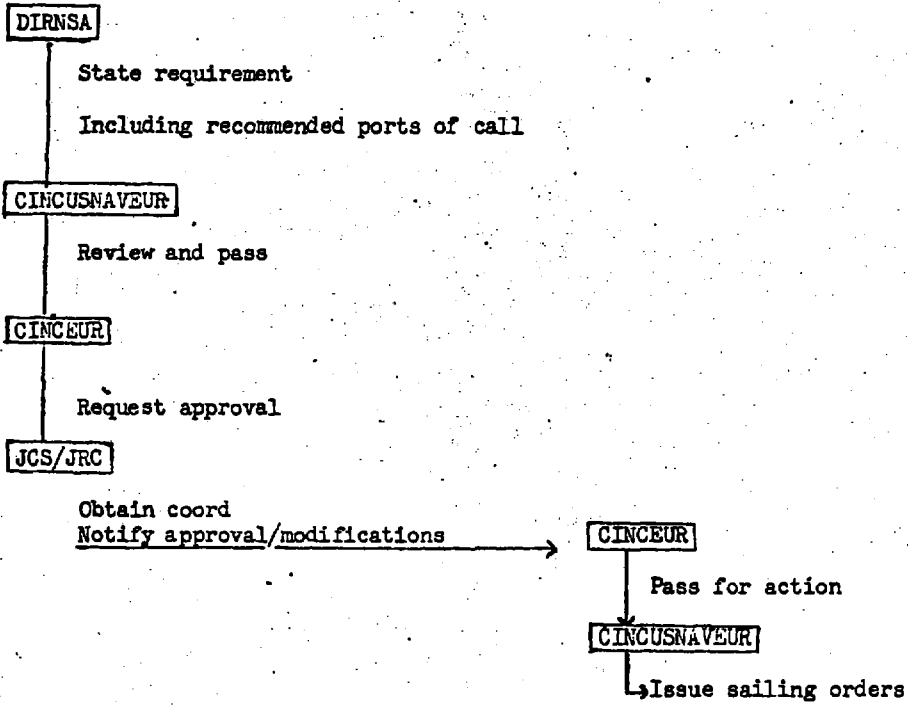 DIRNSA
State requirement
Including recommended ports of call
CINCUSNAVEUR
Review and pass
CINCEUR
Request approval
JCS/JRC
Obtain coord
Notify approval/modifications
CINCEUR
Pass for action
CINCUSNAVEUR
Issue sailing orders